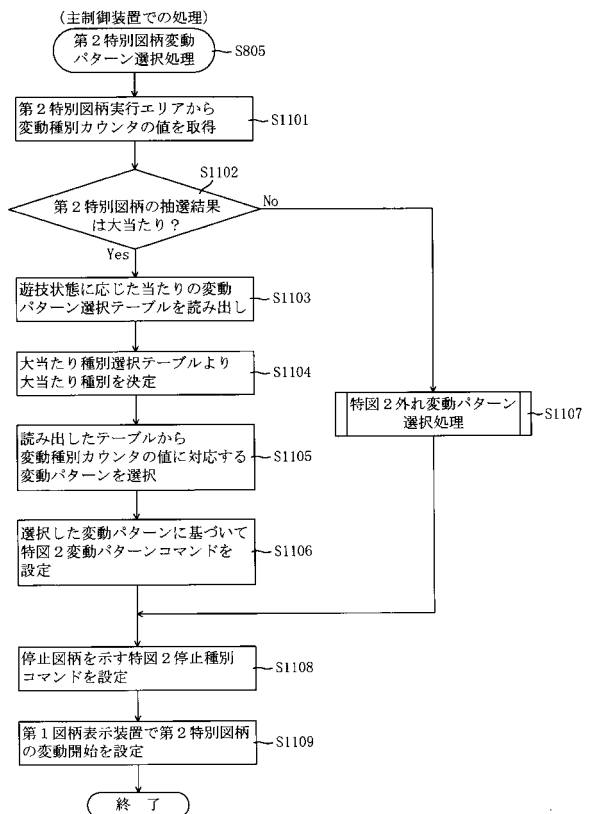 (主制御装置での処理)
第2特別図柄変動
パターン選択処理
S805
第2特別図柄実行エリアから
変動種別カウンタの値を取得
S1101
S1102
第2特別図柄の抽選結果
は大当たり?
No
Yes
遊技状態に応じた当たりの変動
パターン選択テーブルを読み出し
S1103
大当たり種別選択テーブルより
大当たり種別を決定
S1104
特図2外れ変動パターン
選択処理
S1107
読み出したテーブルから
変動種別カウンタの値に対応する
変動パターンを選択
S1105
選択した変動パターンに基づいて
特図2変動パターンコマンドを
設定
S1106
停止図柄を示す特図2停止種別
コマンドを設定
S1108
第1図柄表示装置で第2特別図柄
の変動開始を設定
S1109
終 了